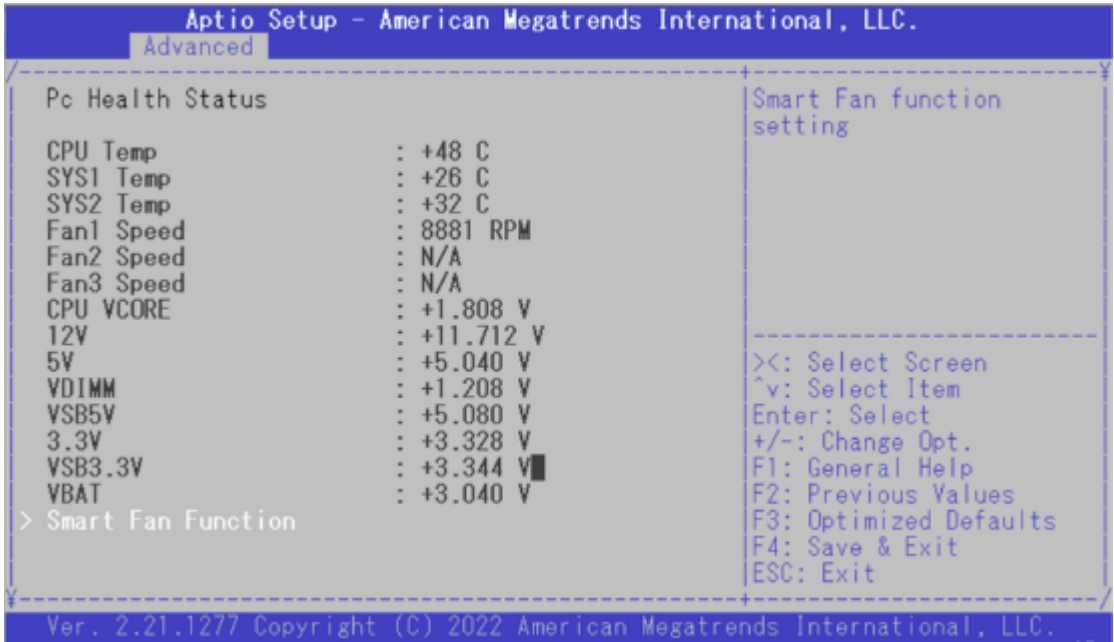 Aptio Setup - American Megatrends International, LLC.
Advanced
Pc Health Status
CPU Temp : +48 C
SYS1 Temp : +26 C
SYS2 Temp : +32 C
Fan1 Speed : 8881 RPM
Fan2 Speed : N/A
Fan3 Speed : N/A
CPU VCORE : +1.808 V
12V : +11.712 V
5V : +5.040 V
VDIMM : +1.208 V
VSB5V : +5.080 V
3.3V : +3.328 V
VSB3.3V : +3.344 V
VBAT : +3.040 V
> Smart Fan Function
Smart Fan function
setting
><: Select Screen
^v: Select Item
Enter: Select
+/-: Change Opt.
F1: General Help
F2: Previous Values
F3: Optimized Defaults
F4: Save & Exit
ESC: Exit
Ver. 2.21.1277 Copyright (C) 2022 American Megatrends International, LLC.